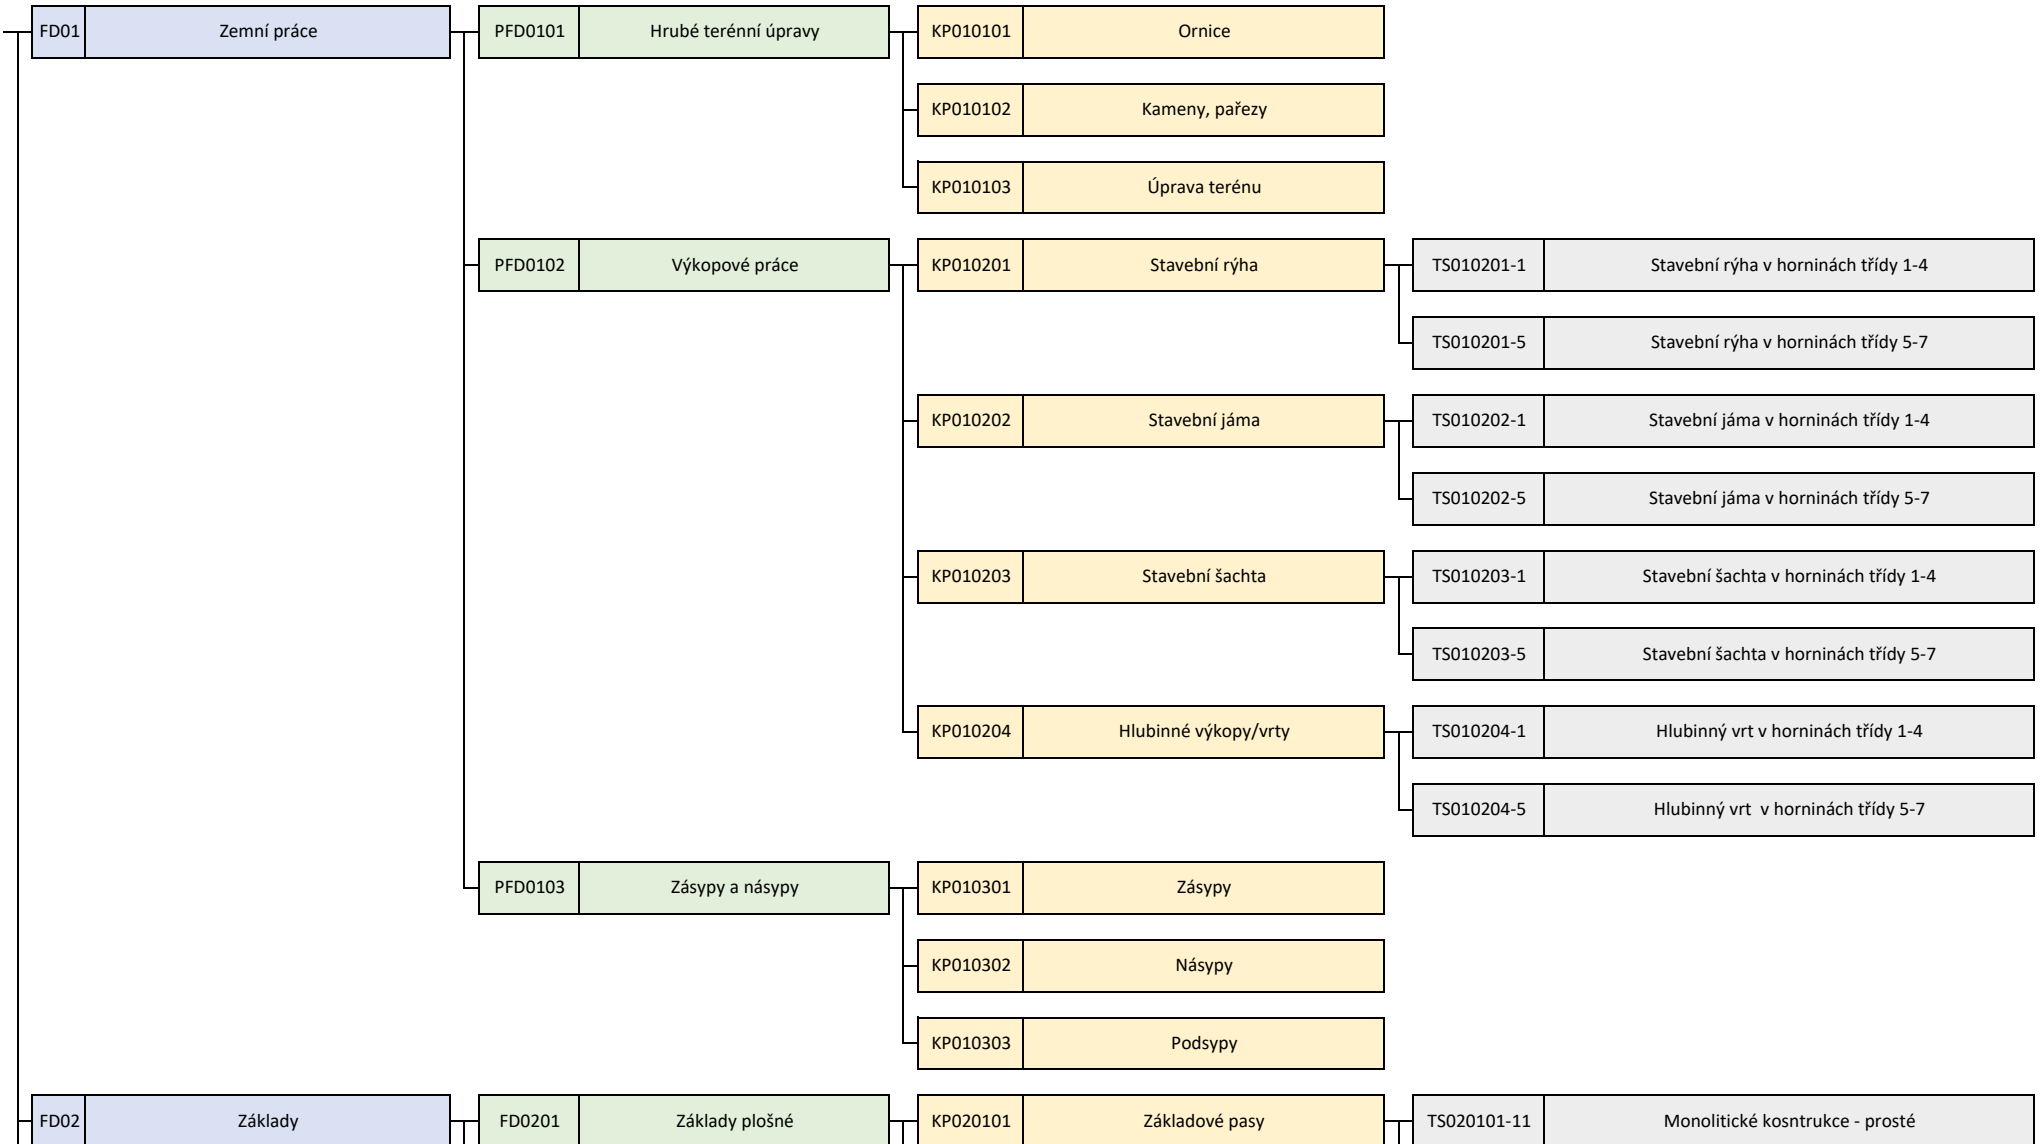 FD01 Zemní práce PFD0101 Hrubé terénní úpravy KP010101 Ornice
KP010102 Kameny, pařezy
KP010103 Úprava terénu
PFD0102 Výkopové práce KP010201 Stavební rýha TS010201-1 Stavební rýha v horninách třídy 1-4
TS010201-5 Stavební rýha v horninách třídy 5-7
KP010202 Stavební jáma TS010202-1 Stavební jáma v horninách třídy 1-4
TS010202-5 Stavební jáma v horninách třídy 5-7
KP010203 Stavební šachta TS010203-1 Stavební šachta v horninách třídy 1-4
TS010203-5 Stavební šachta v horninách třídy 5-7
KP010204 Hlubinné výkopy/vrty TS010204-1 Hlubinný vrt v horninách třídy 1-4
TS010204-5 Hlubinný vrt v horninách třídy 5-7
PFD0103 Zásypy a násypy KP010301 Zásypy
KP010302 Násypy
KP010303 Podsypy
FD02 Základy FD0201 Základy plošné KP020101 Základové pasy TS020101-11 Monolitické kosntrukce - prosté